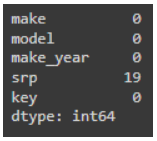 make 0
model 0
make_year 0
srp 19
key 0
dtype: int64